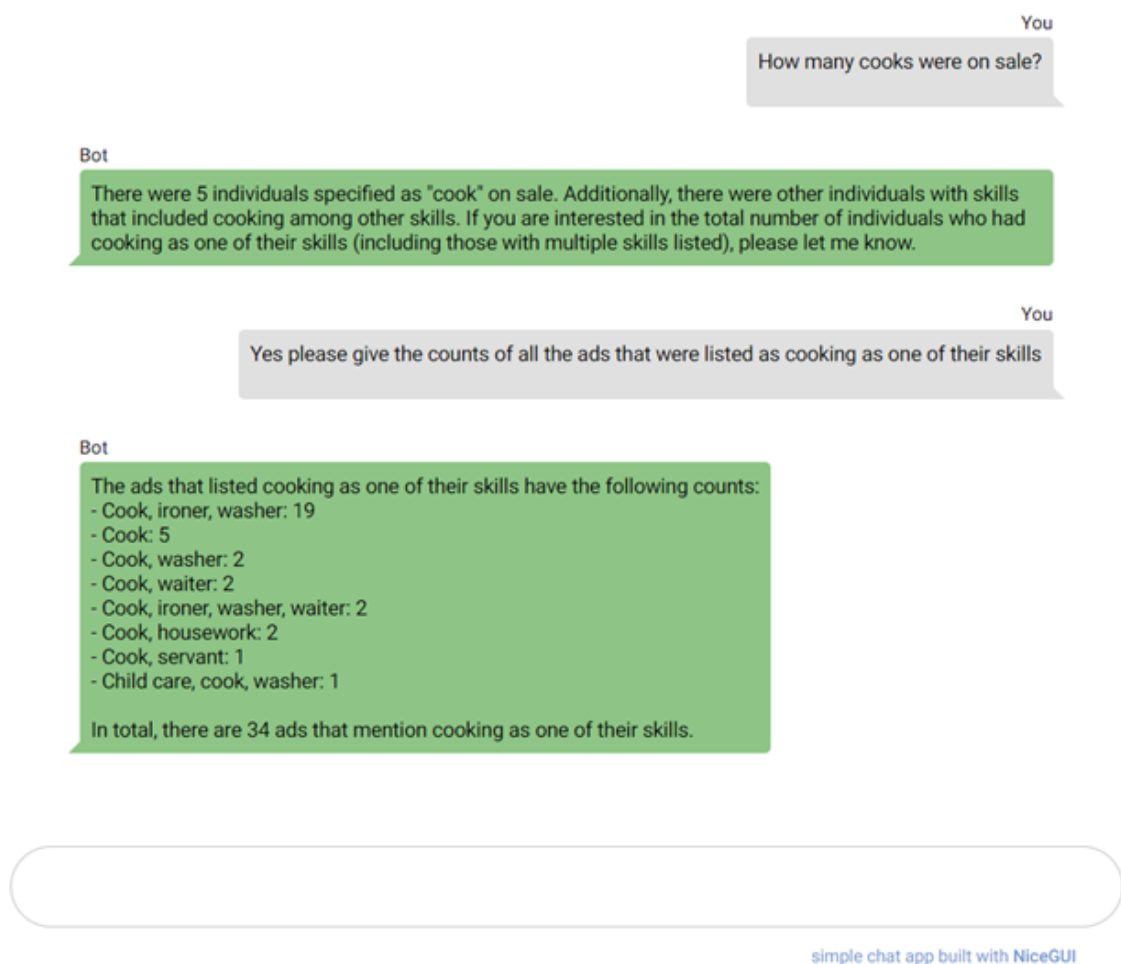 You
How many cooks were on sale?
Bot
There were 5 individuals specified as "cook" on sale. Additionally, there were other individuals with skills
that included cooking among other skills. If you are interested in the total number of individuals who had
cooking as one of their skills (including those with multiple skills listed), please let me know.
You
Yes please give the counts of all the ads that were listed as cooking as one of their skills
Bot
The ads that listed cooking as one of their skills have the following counts:
- Cook, ironer, washer: 19
- Cook: 5
- Cook, washer: 2
- Cook, waiter: 2
- Cook, ironer, washer, waiter: 2
- Cook, housework: 2
- Cook, servant: 1
- Child care, cook, washer: 1
In total, there are 34 ads that mention cooking as one of their skills.
simple chat app built with NiceGUI